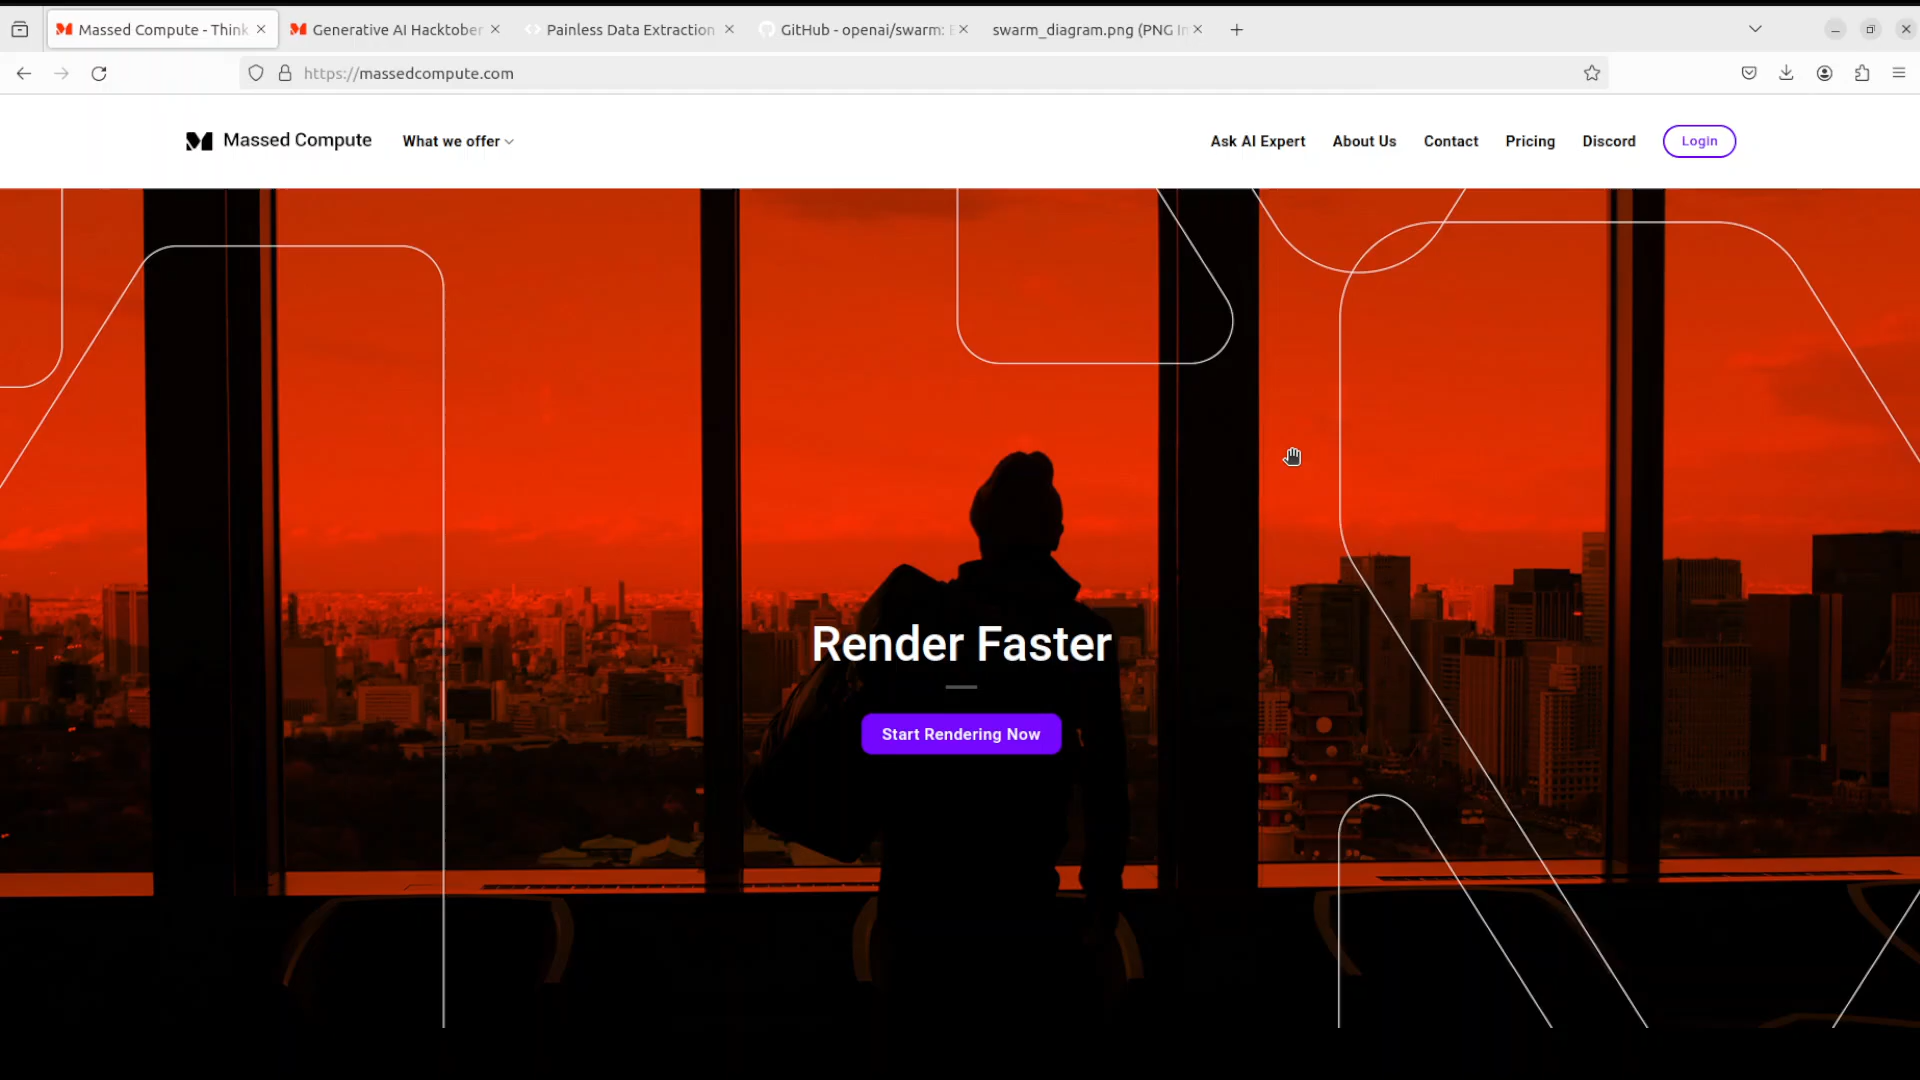 Massed Compute - Think
Generative AI Hacktober
Painless Data Extraction
GitHub - openai/swarm: E
swarm_diagram.png (PNG In
https://massedcompute.com
Massed Compute
What we offer
Ask AI Expert
About Us
Contact
Pricing
Discord
Login
Render Faster
Start Rendering Now